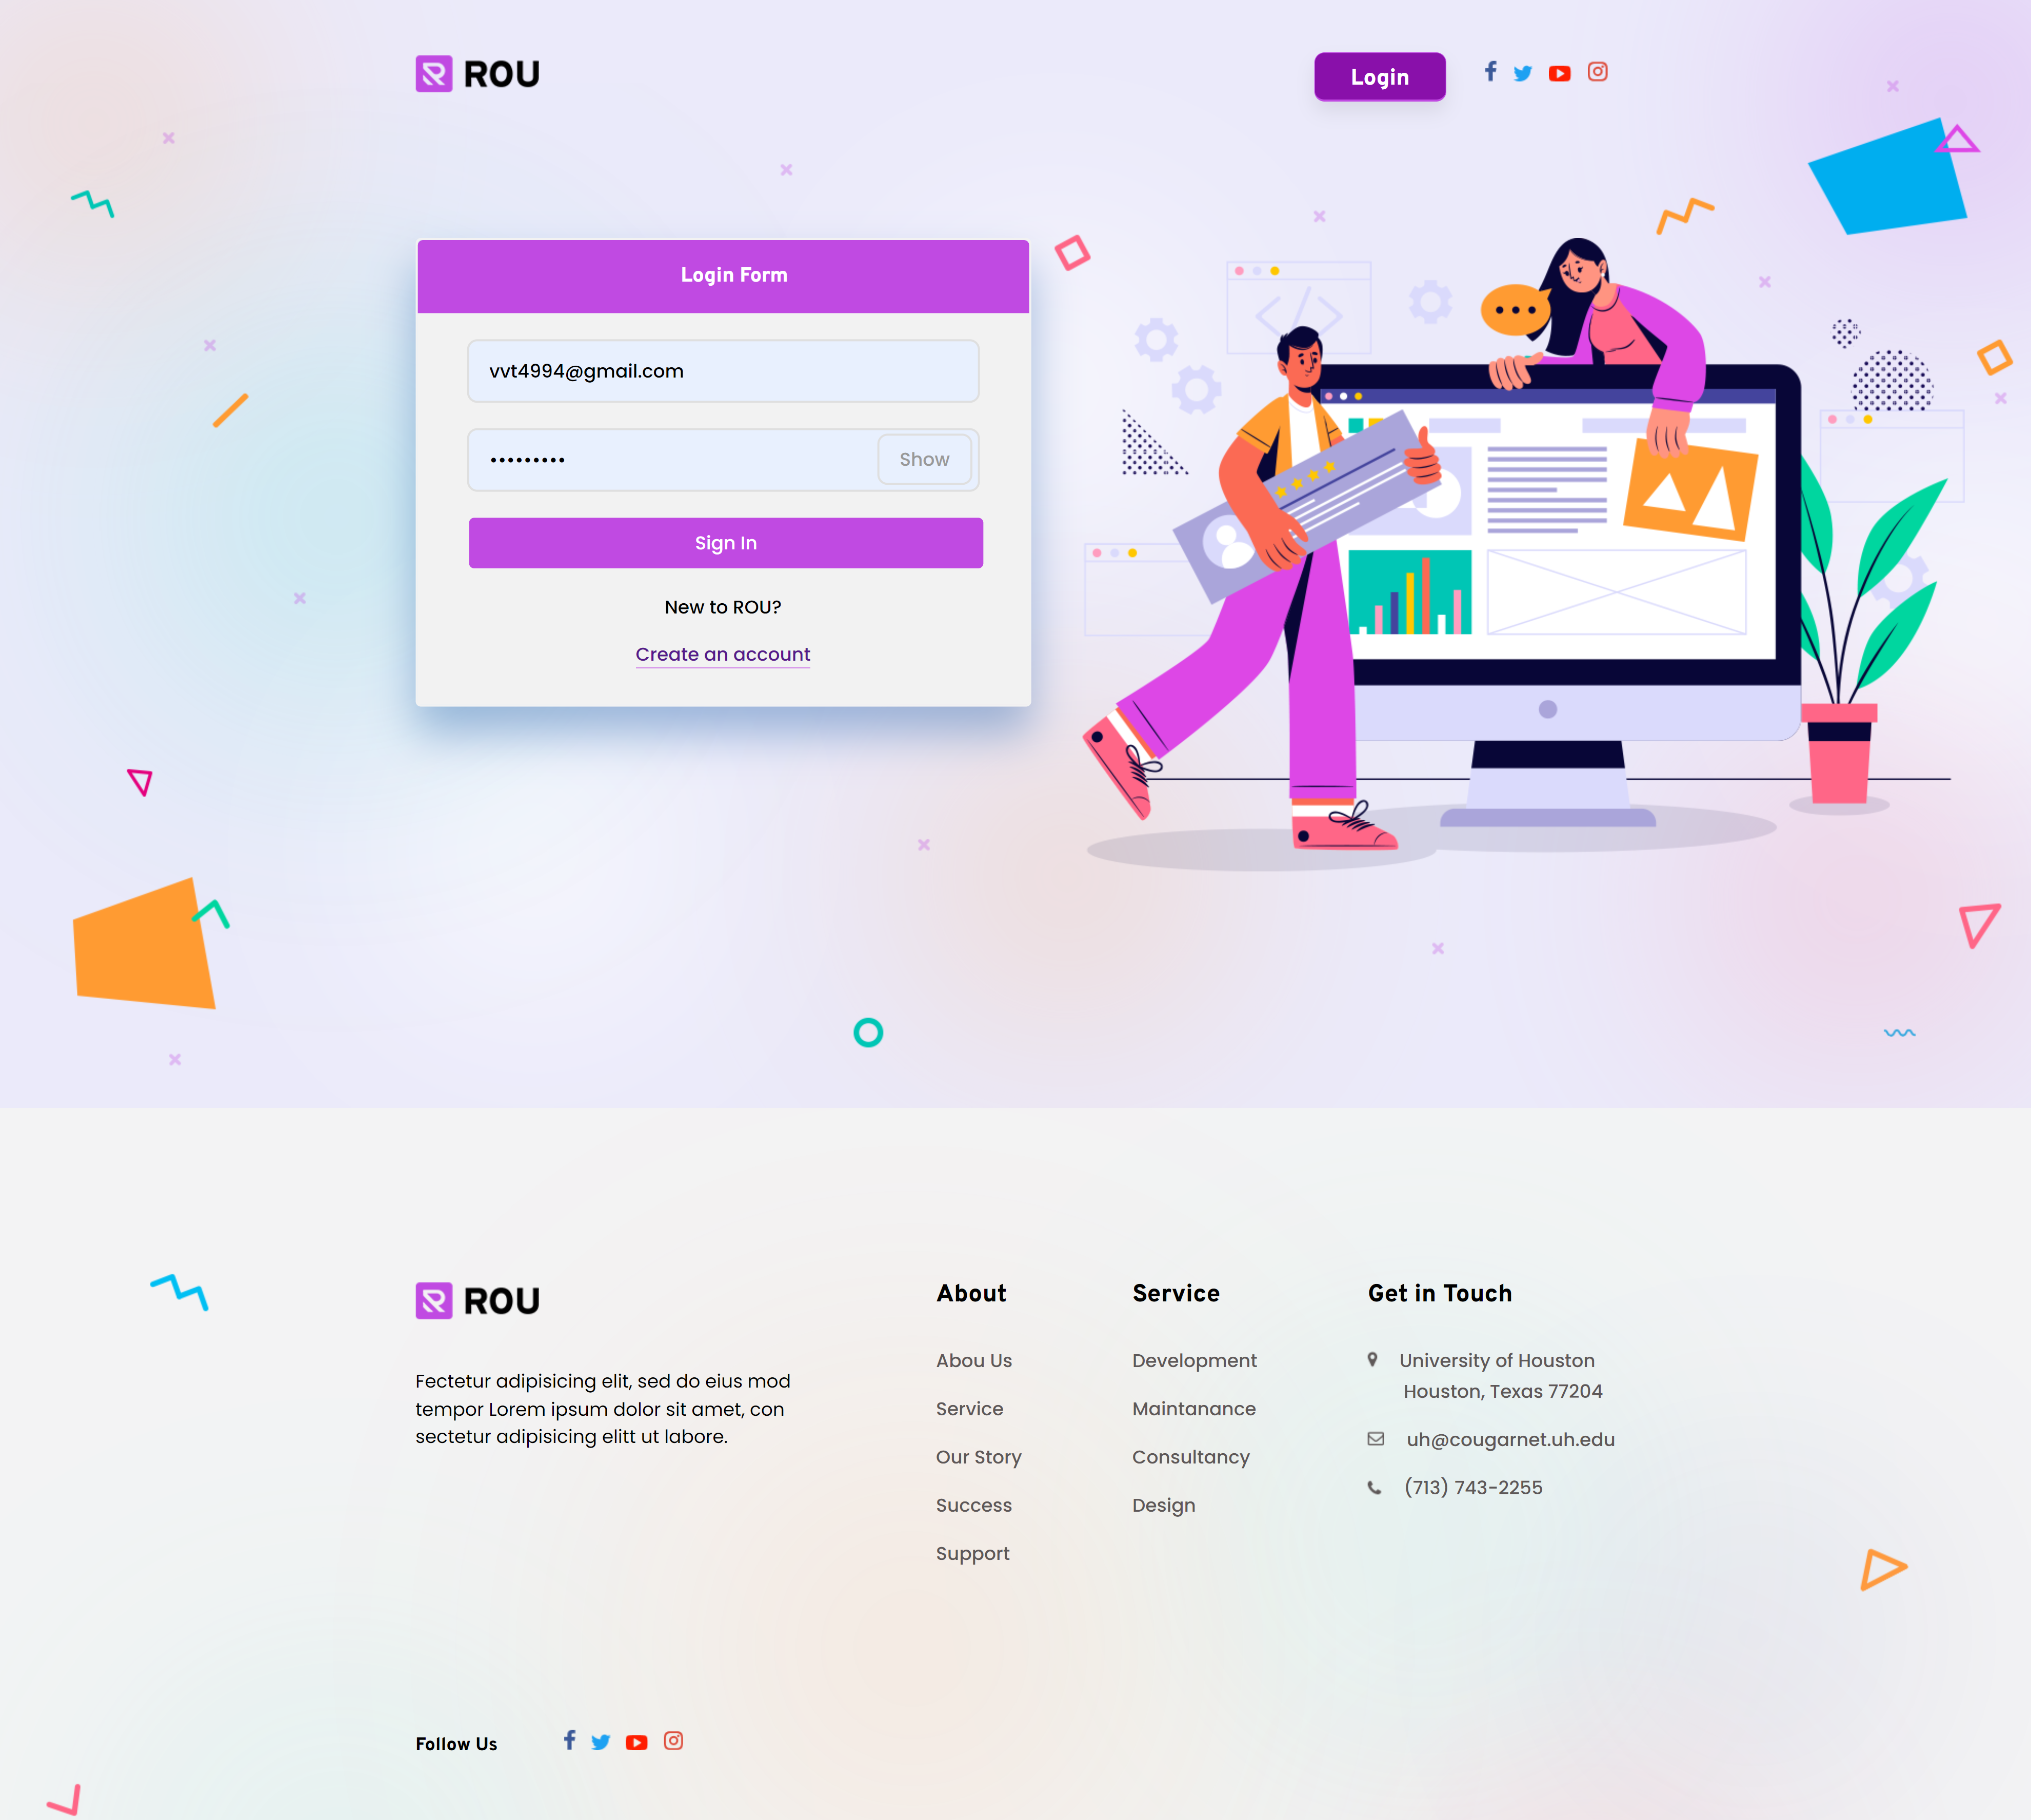 ROU
Login
Login Form
vvt4994@gmail.com
•••••••••
Show
Sign In
New to ROU?
Create an account
ROU
Fectetur adipisicing elit, sed do eius mod
tempor Lorem ipsum dolor sit amet, con
sectetur adipisicing elitt ut labore.
About
Abou Us
Service
Our Story
Success
Support
Service
Development
Maintanance
Consultancy
Design
Get in Touch
University of Houston
Houston, Texas 77204
uh@cougarnet.uh.edu
(713) 743-2255
Follow Us